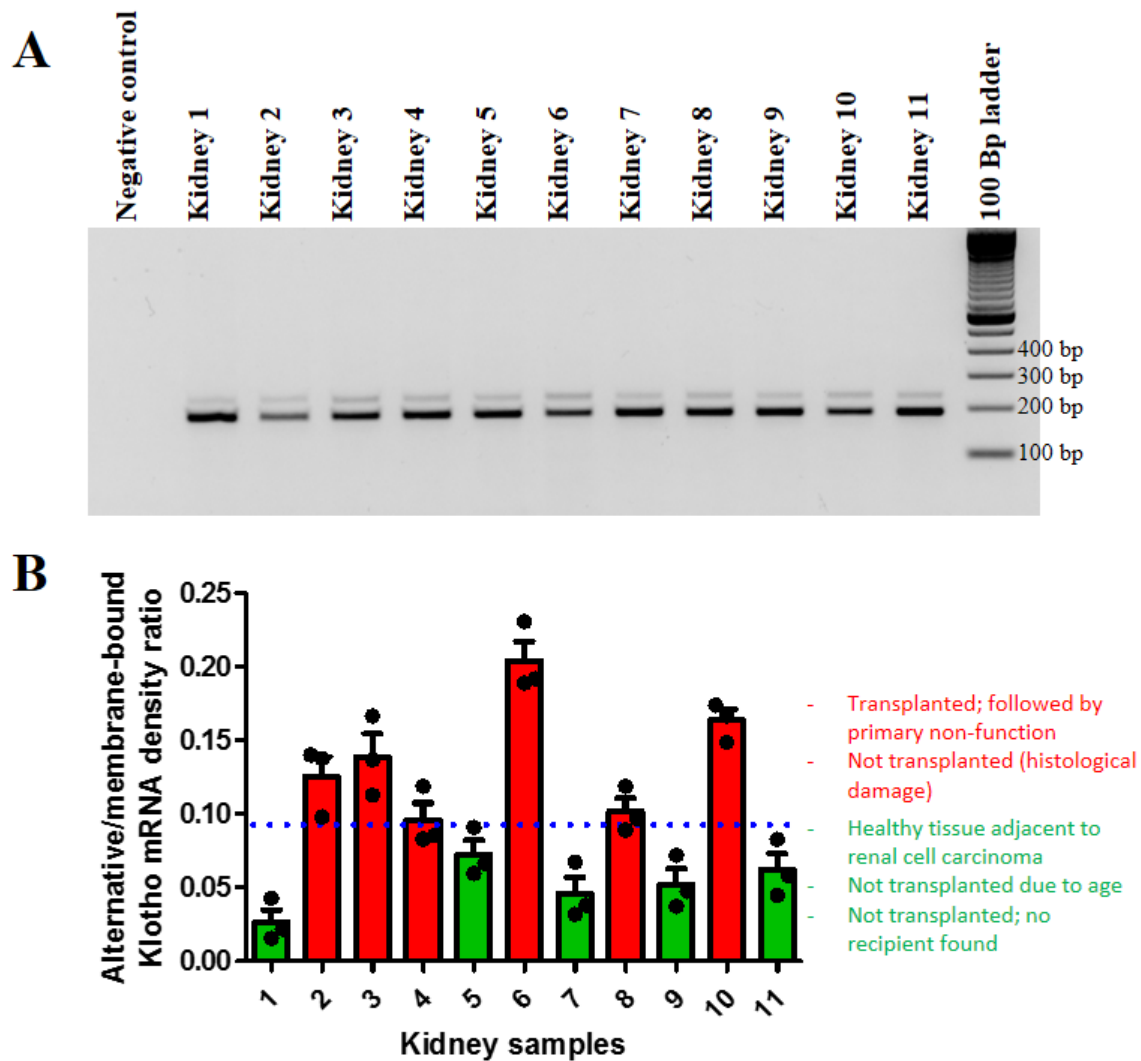 A
Negative control
Kidney 1
Kidney 2
Kidney 3
Kidney 4
Kidney 5
Kidney 6
Kidney 7
Kidney 8
Kidney 9
Kidney 10
Kidney 11
100 Bp ladder
400 bp
300 bp
200 bp
100 bp
B
Alternative/membrane-bound
Klotho mRNA density ratio
0.25
0.20
0.15
0.10
0.05
0.00
1
2
3
4
5
6
7
8
9
10
11
Kidney samples
- Transplanted; followed by
primary non-function
- Not transplanted (histological
damage)
- Healthy tissue adjacent to
renal cell carcinoma
- Not transplanted due to age
- Not transplanted; no
recipient found